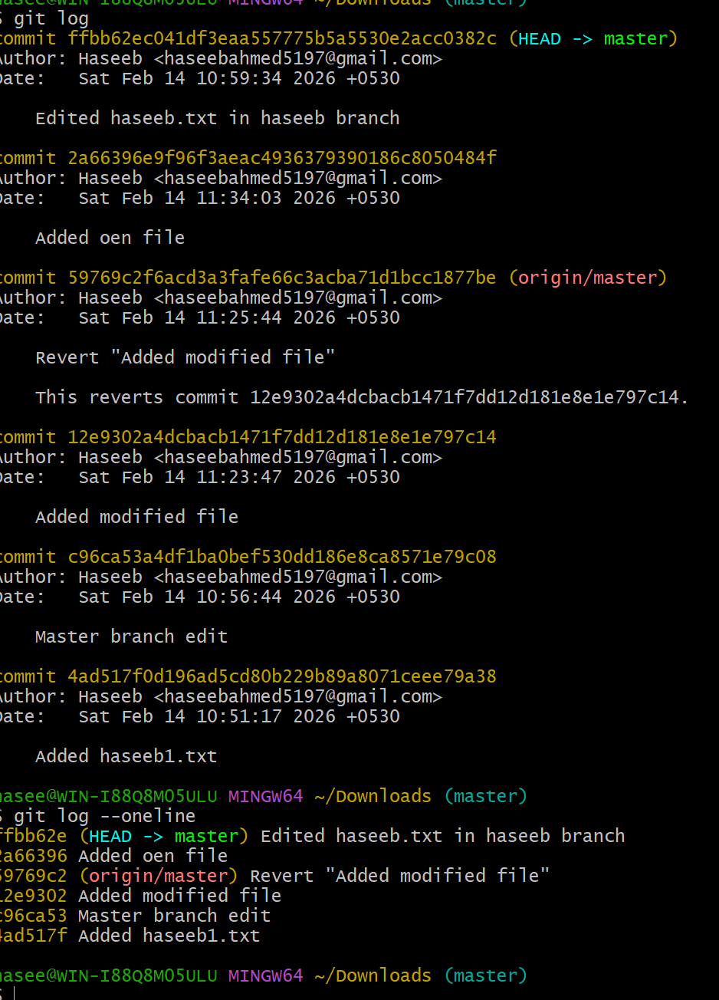 hasee@WIN-I88Q8MO5ULU MINGW64 ~/Downloads (master)
$ git log
commit ffbb62ec041df3eaa557775b5a5530e2acc0382c (HEAD -> master)
Author: Haseeb <haseebahmed5197@gmail.com>
Date:   Sat Feb 14 10:59:34 2026 +0530

    Edited haseeb.txt in haseeb branch

commit 2a66396e9f96f3aeac4936379390186c8050484f
Author: Haseeb <haseebahmed5197@gmail.com>
Date:   Sat Feb 14 11:34:03 2026 +0530

    Added oen file

commit 59769c2f6acd3a3fafe66c3acba71d1bcc1877be (origin/master)
Author: Haseeb <haseebahmed5197@gmail.com>
Date:   Sat Feb 14 11:25:44 2026 +0530

    Revert "Added modified file"

    This reverts commit 12e9302a4dcbacb1471f7dd12d181e8e1e797c14.

commit 12e9302a4dcbacb1471f7dd12d181e8e1e797c14
Author: Haseeb <haseebahmed5197@gmail.com>
Date:   Sat Feb 14 11:23:47 2026 +0530

    Added modified file

commit c96ca53a4df1ba0bef530dd186e8ca8571e79c08
Author: Haseeb <haseebahmed5197@gmail.com>
Date:   Sat Feb 14 10:56:44 2026 +0530

    Master branch edit

commit 4ad517f0d196ad5cd80b229b89a8071ceee79a38
Author: Haseeb <haseebahmed5197@gmail.com>
Date:   Sat Feb 14 10:51:17 2026 +0530

    Added haseeb1.txt

hasee@WIN-I88Q8MO5ULU MINGW64 ~/Downloads (master)
$ git log --oneline
ffbb62e (HEAD -> master) Edited haseeb.txt in haseeb branch
2a66396 Added oen file
59769c2 (origin/master) Revert "Added modified file"
12e9302 Added modified file
c96ca53 Master branch edit
4ad517f Added haseeb1.txt

hasee@WIN-I88Q8MO5ULU MINGW64 ~/Downloads (master)
$